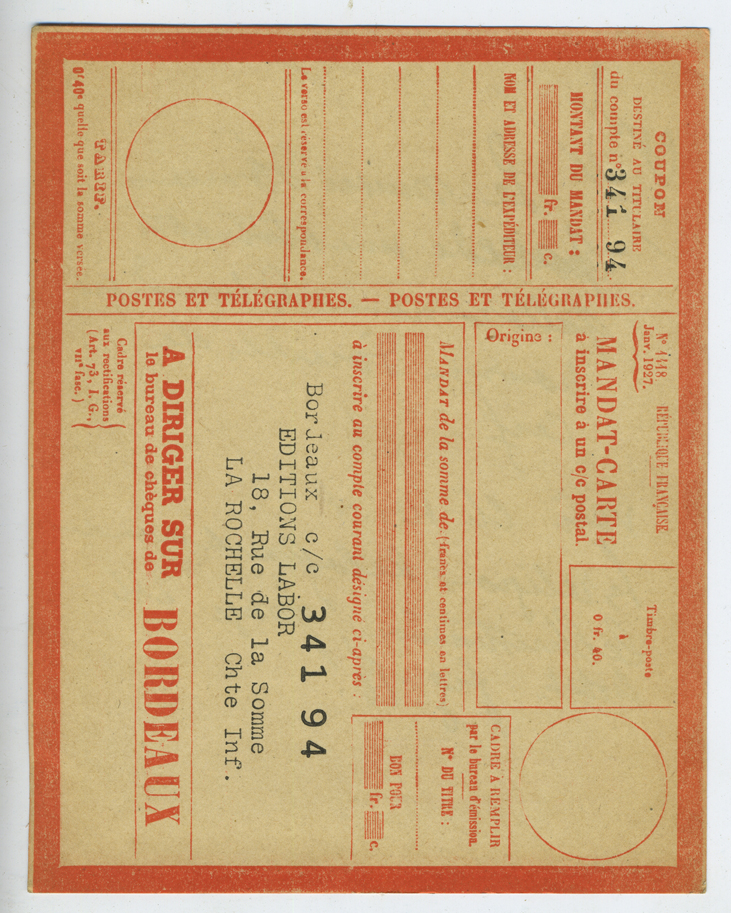 COUPON
DESTINÉ AU TITULAIRE
du compte n° 341 94
MONTANT DU MANDAT :
fr. c.
NOM ET ADRESSE DE L'EXPÉDITEUR :
Le verso est réservé à la correspondance.
TARIF.
0f40c quelle que soit la somme versée.
POSTES ET TÉLÉGRAPHES. — POSTES ET TÉLÉGRAPHES.
N° 1418
Janv. 1927.
RÉPUBLIQUE FRANÇAISE
MANDAT-CARTE
à inscrire à un c/c postal.
Timbre-poste
à
0 fr. 40.
Origine :
CADRE À REMPLIR
par le bureau d'émission.
N° DU TITRE :
BON POUR
fr. c.
MANDAT de la somme de (francs et centimes en lettres)
à inscrire au compte courant désigné ci-après :
Bordeaux c/c 34194
EDITIONS LABOR
18, Rue de la Somme
LA ROCHELLE Chte Inf.
A DIRIGER SUR
le bureau de chèques de
BORDEAUX
Cadre réservé
aux rectifications
(Art. 73, I. G.,
VIIe fasc.)